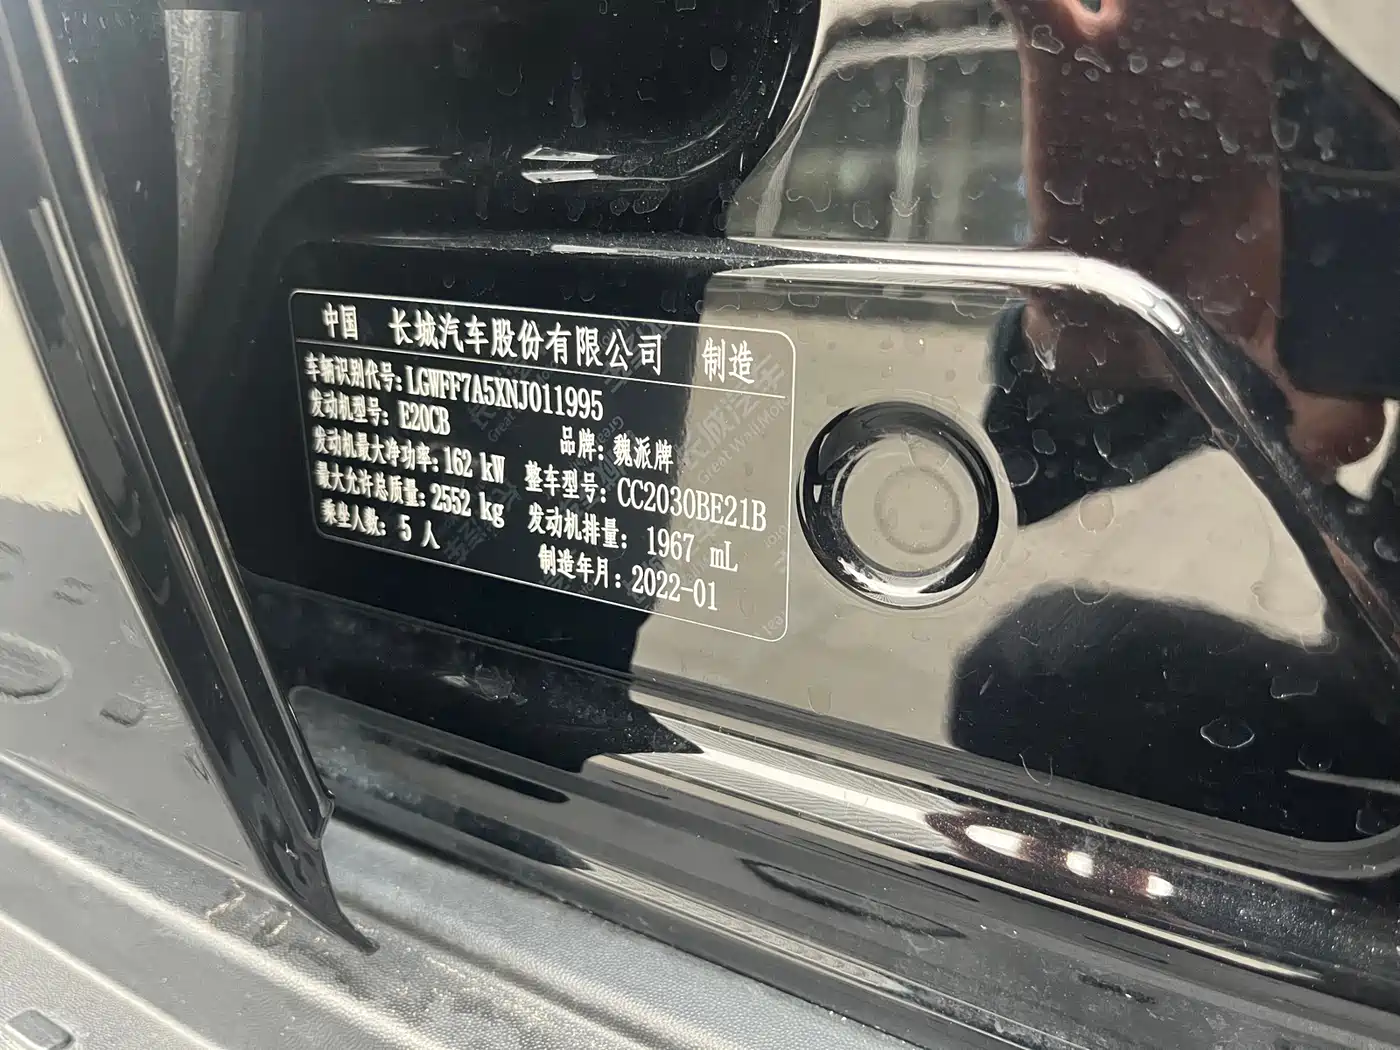 中国 长城汽车股份有限公司 制造
车辆识别代号: LGWFF7A5XNJ011995
发动机型号: E20CB 品牌: 魏派牌
发动机最大净功率: 162 kW 整车型号: CC2030BE21B
最大允许总质量: 2552 kg 发动机排量: 1967 mL
乘坐人数: 5 人 制造年月: 2022-01